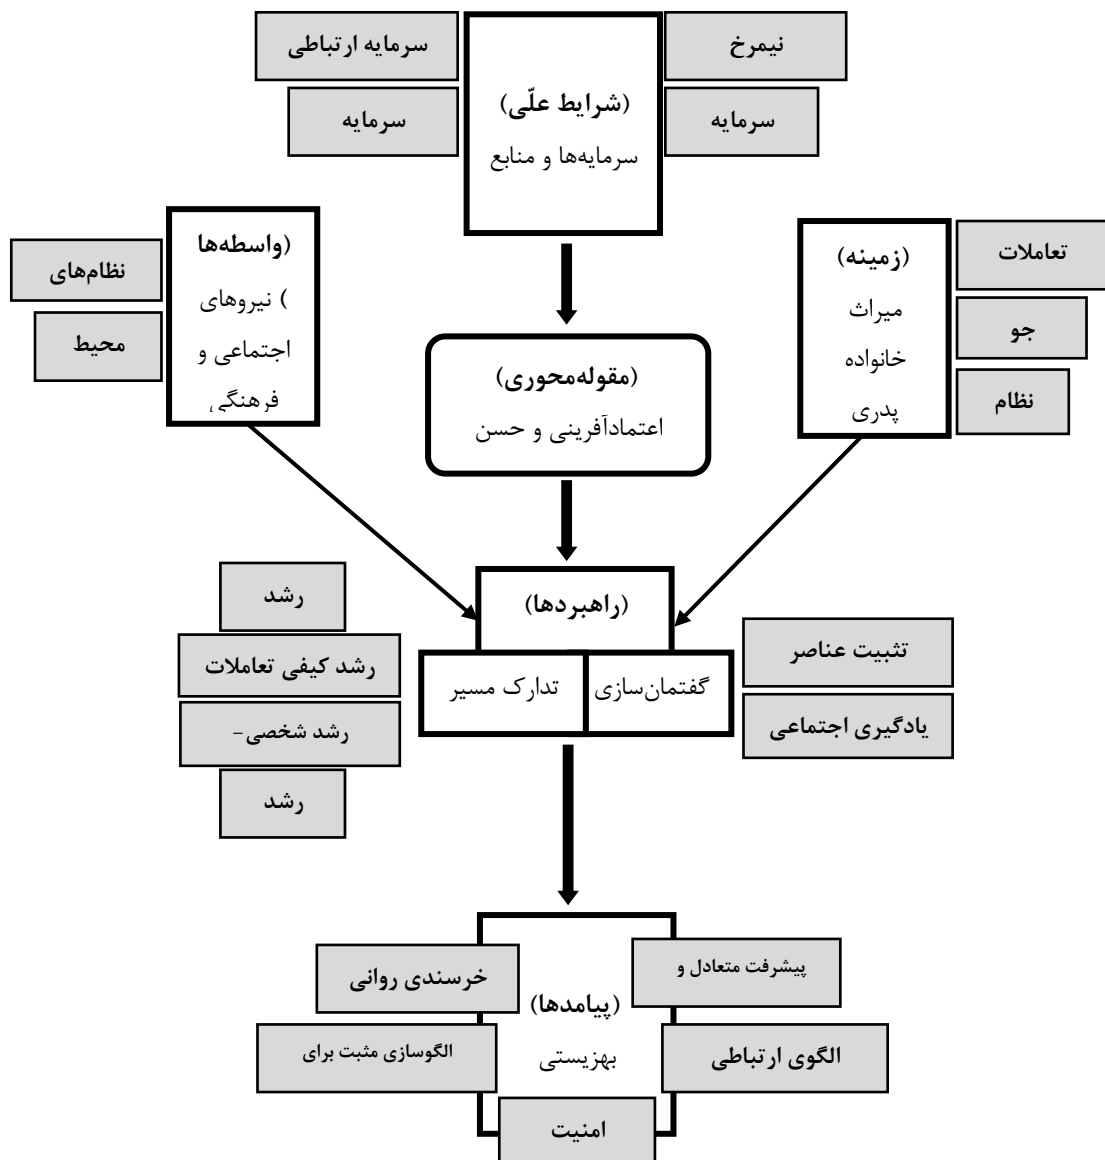 نیمرخ
سرمایه ارتباطی
سرمایه
سرمایه
(شرایط علّی)
سرمایه‌ها و منابع
تعاملات
جو
نظام
(زمینه)
میراث
خانواده
پدری
(واسطه‌ها
) نیروهای
اجتماعی و
فرهنگی
نظام‌های
محیط
(مقوله‌محوری)
اعتمادآفرینی و حسن
(راهبردها)
گفتمان‌سازی
تدارک مسیر
تثبیت عناصر
یادگیری اجتماعی
رشد
رشد کیفی تعاملات
رشد شخصی-
رشد
پیشرفت متعادل و
خرسندی روانی
(پیامدها)
بهزیستی
الگوی ارتباطی
الگوسازی مثبت برای
امنیت